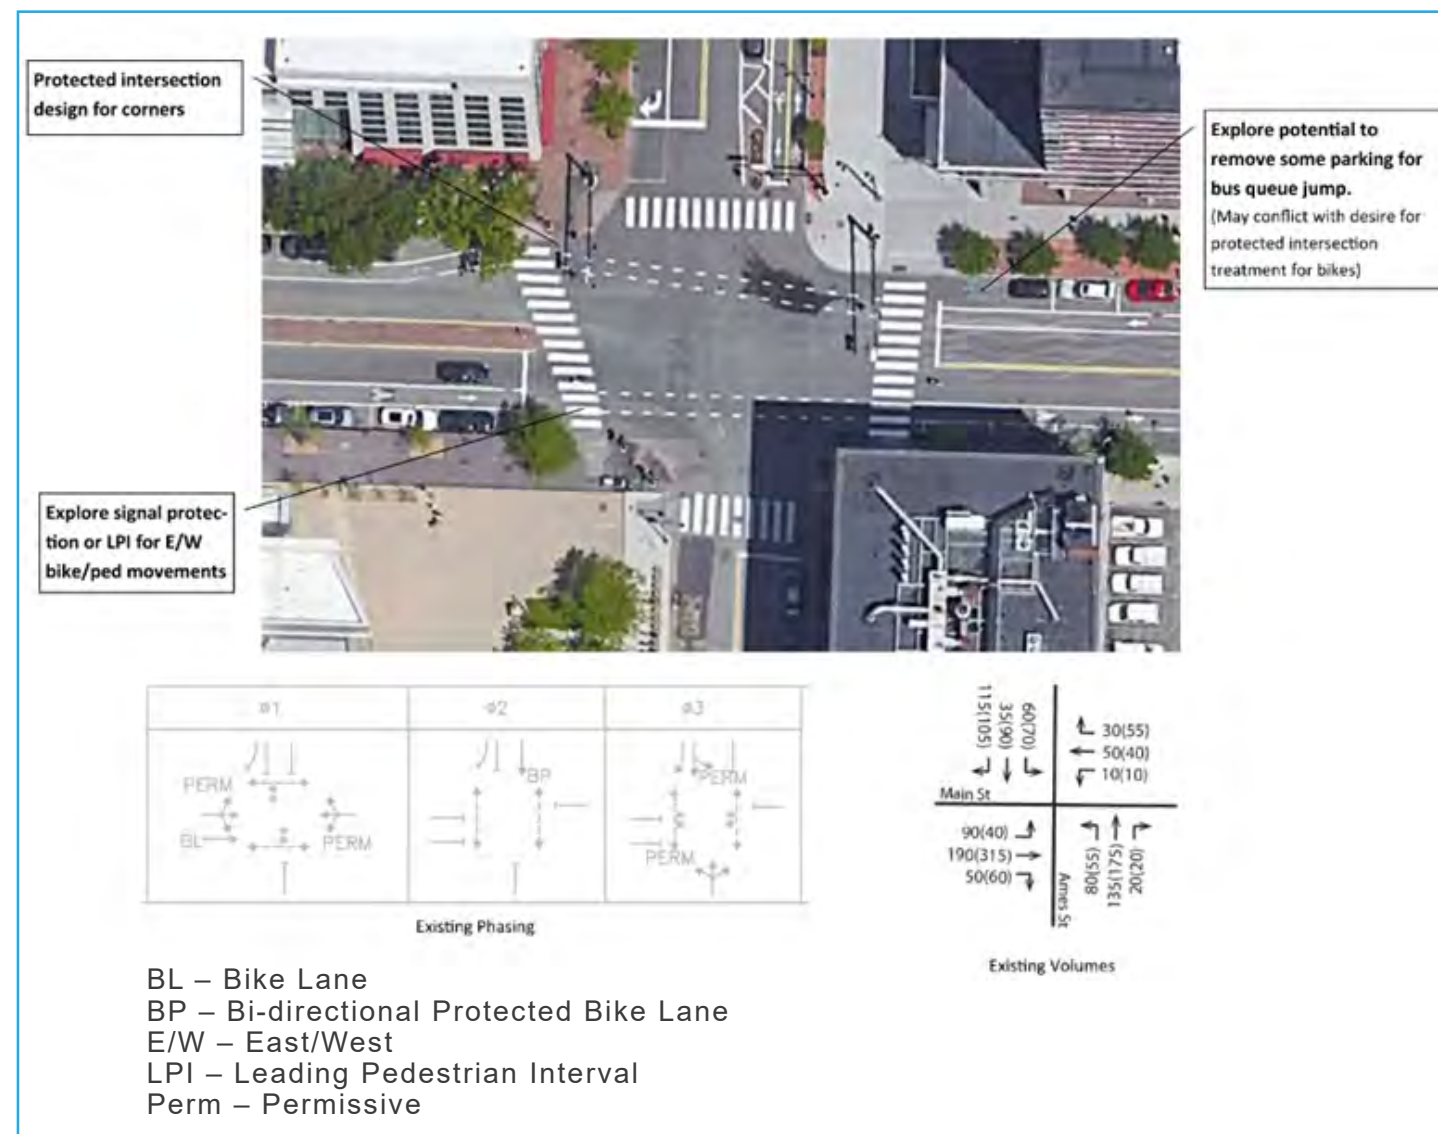 Protected intersection
design for corners
Explore potential to
remove some parking for
bus queue jump.
(May conflict with desire for
protected intersection
treatment for bikes)
Explore signal protec-
tion or LPI for E/W
bike/ped movements
ø1
ø2
ø3
PERM
BL
PERM
BP
PERM
PERM
Existing Phasing
115(105)
35(90)
60(70)
30(55)
50(40)
10(10)
Main St
90(40)
190(315)
50(60)
Ames St
80(55)
135(175)
20(20)
Existing Volumes
BL – Bike Lane
BP – Bi-directional Protected Bike Lane
E/W – East/West
LPI – Leading Pedestrian Interval
Perm – Permissive